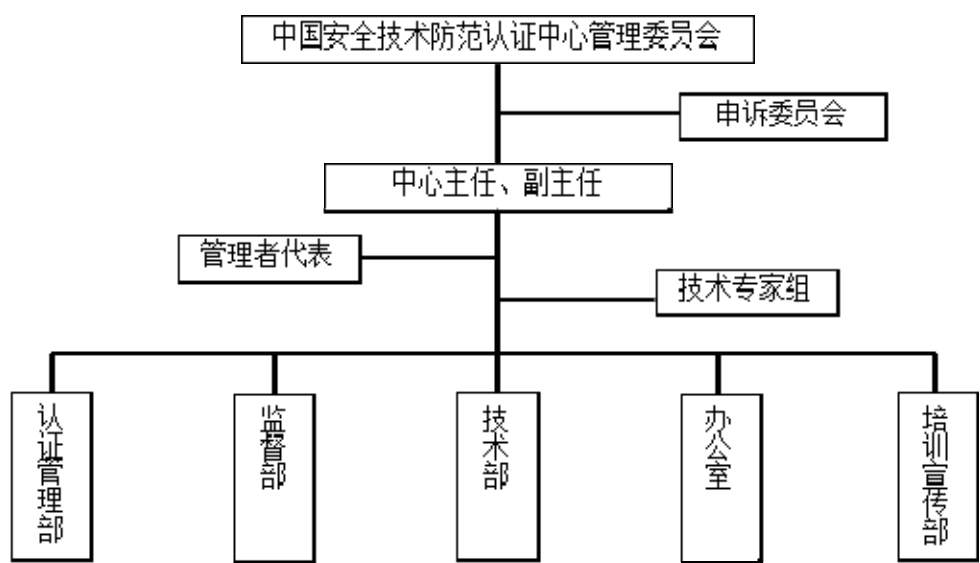 中国安全技术防范认证中心管理委员会
申诉委员会
中心主任、副主任
管理者代表
技术专家组
认证管理部
监督部
技术部
办公室
培训宣传部